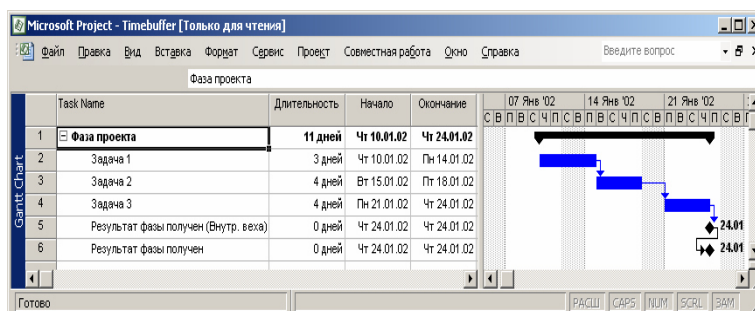 Microsoft Project - Timebuffer [Только для чтения]
Файл Правка Вид Вставка Формат Сервис Проект Совместная работа Окно Справка Введите вопрос
Фаза проекта
Task Name Длительность Начало Окончание 07 Янв '02 14 Янв '02 21 Янв '02
С В П В С Ч П С В П В С Ч П С В П В С Ч П С В П
1 Фаза проекта 11 дней Чт 10.01.02 Чт 24.01.02
2 Задача 1 3 дней Чт 10.01.02 Пн 14.01.02
3 Задача 2 4 дней Вт 15.01.02 Пт 18.01.02
4 Задача 3 4 дней Пн 21.01.02 Чт 24.01.02
5 Результат фазы получен (Внутр. веха) 0 дней Чт 24.01.02 Чт 24.01.02 24.01
6 Результат фазы получен 0 дней Чт 24.01.02 Чт 24.01.02 24.01
Gantt Chart
Готово РАСШ CAPS NUM SCRL ЗАМ